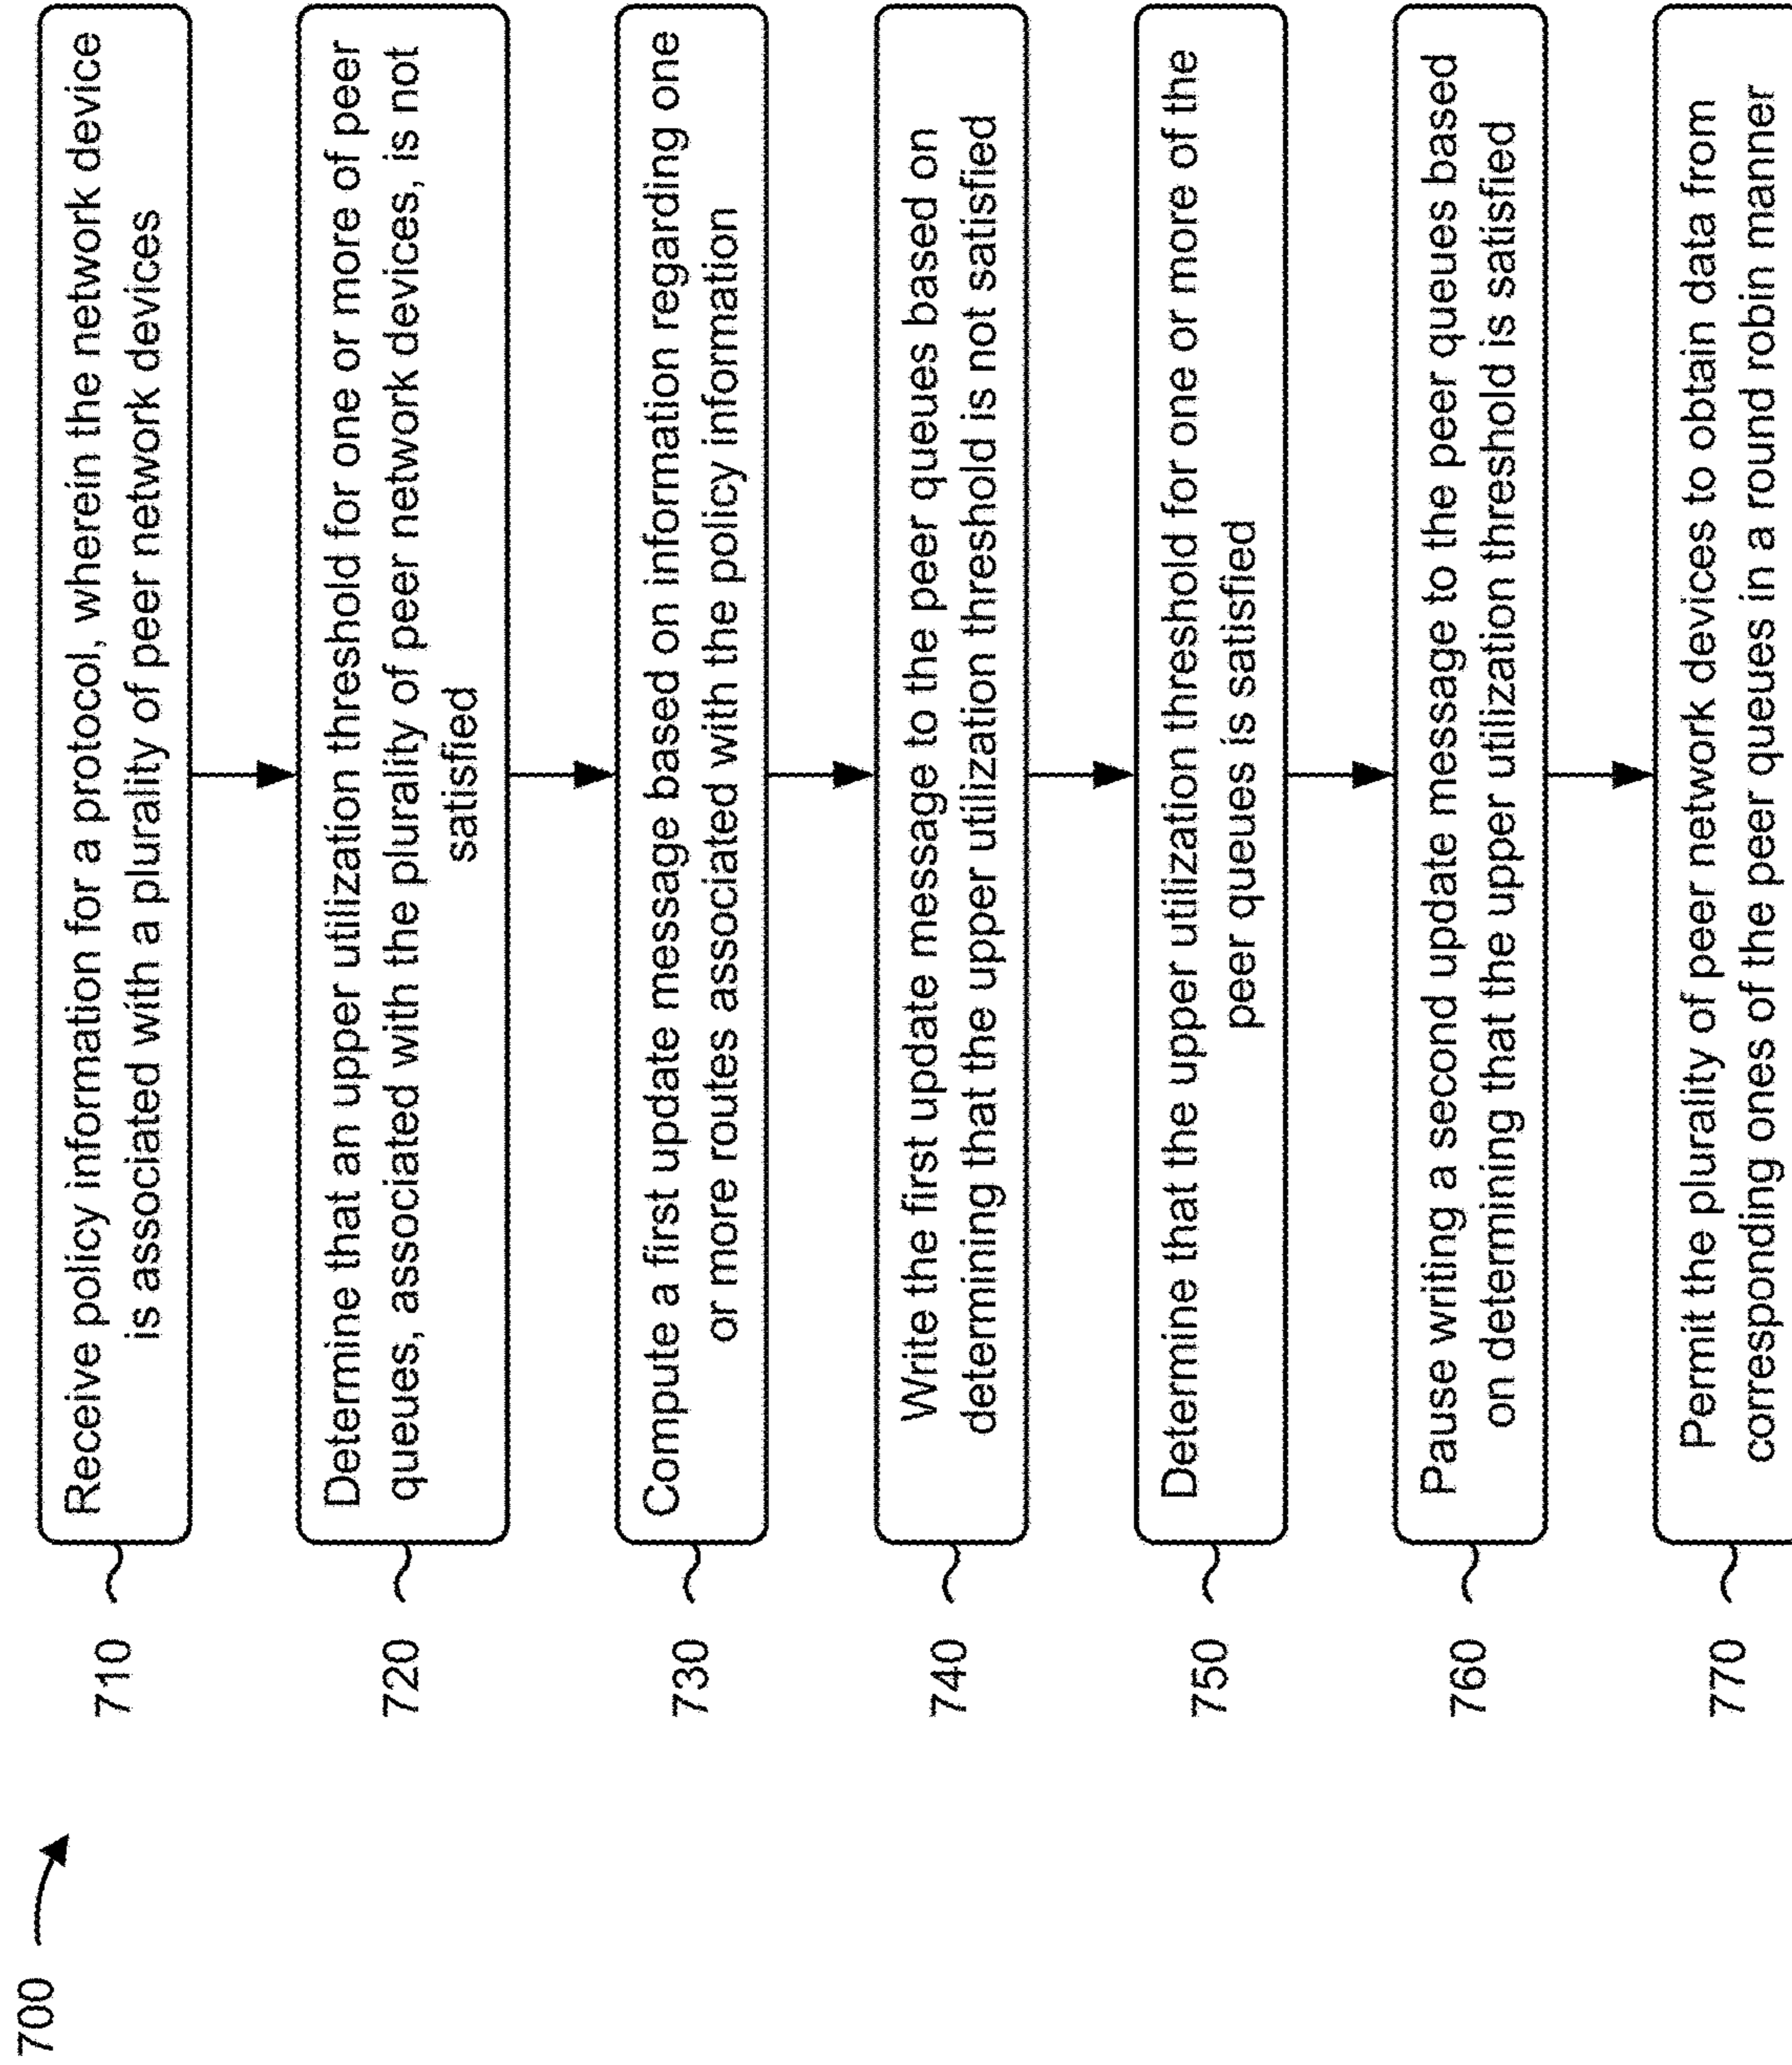 700
710
Receive policy information for a protocol, wherein the network device
is associated with a plurality of peer network devices
720
Determine that an upper utilization threshold for one or more of peer
queues, associated with the plurality of peer network devices, is not
satisfied
730
Compute a first update message based on information regarding one
or more routes associated with the policy information
740
Write the first update message to the peer queues based on
determining that the upper utilization threshold is not satisfied
750
Determine that the upper utilization threshold for one or more of the
peer queues is satisfied
760
Pause writing a second update message to the peer queues based
on determining that the upper utilization threshold is satisfied
770
Permit the plurality of peer network devices to obtain data from
corresponding ones of the peer queues in a round robin manner